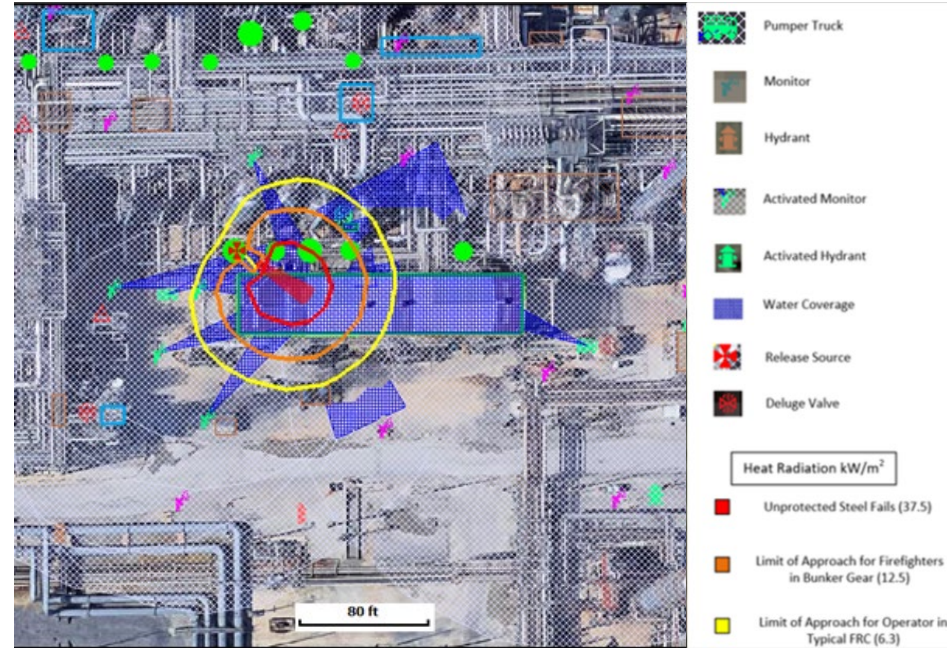 Pumper Truck
Monitor
Hydrant
Activated Monitor
Activated Hydrant
Water Coverage
Release Source
Deluge Valve
Heat Radiation kW/m²
Unprotected Steel Fails (37.5)
Limit of Approach for Firefighters
in Bunker Gear (12.5)
Limit of Approach for Operator in
Typical FRC (6.3)
80 ft